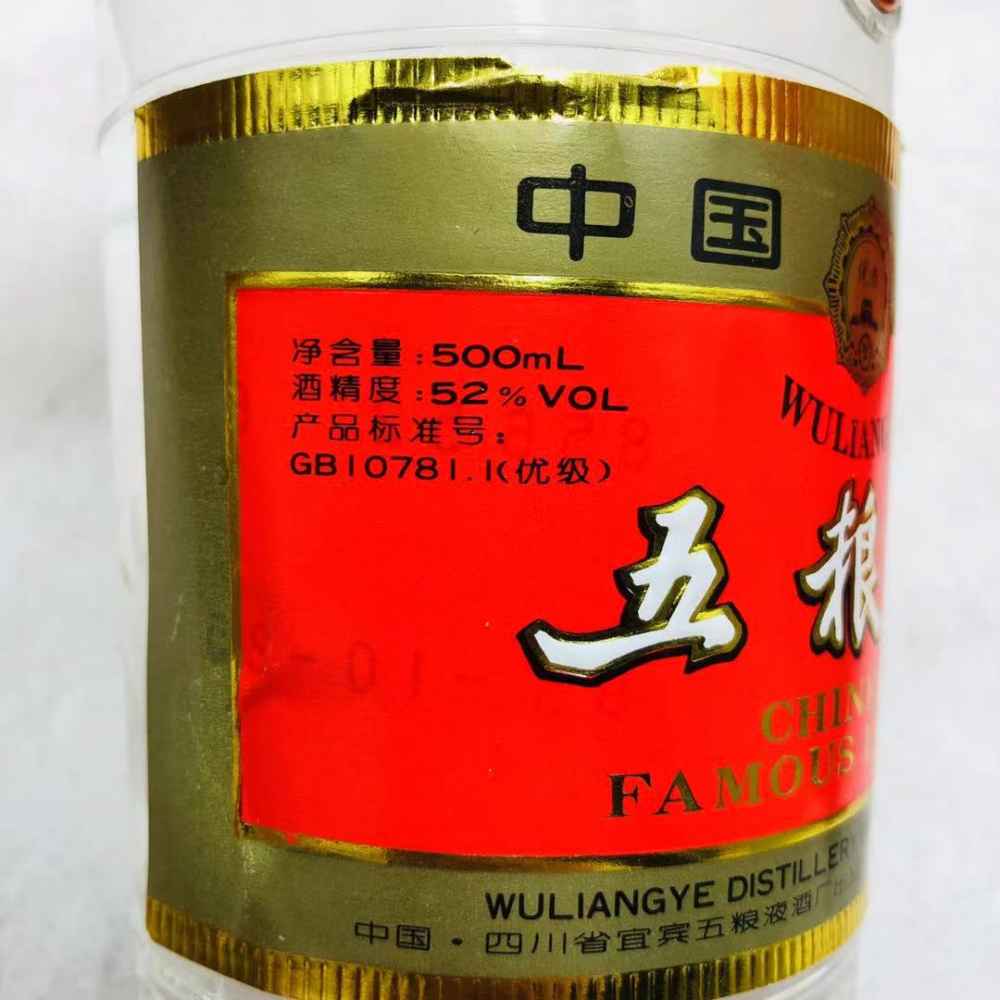 中国
净含量:500mL
酒精度:52%VOL
产品标准号:
GB10781.1(优级)
五粮
FAMOUS
WULIANGYE DISTILLERY
中国·四川省宜宾五粮液酒厂